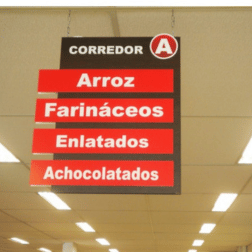 CORREDOR A
Arroz
Farináceos
Enlatados
Achocolatados